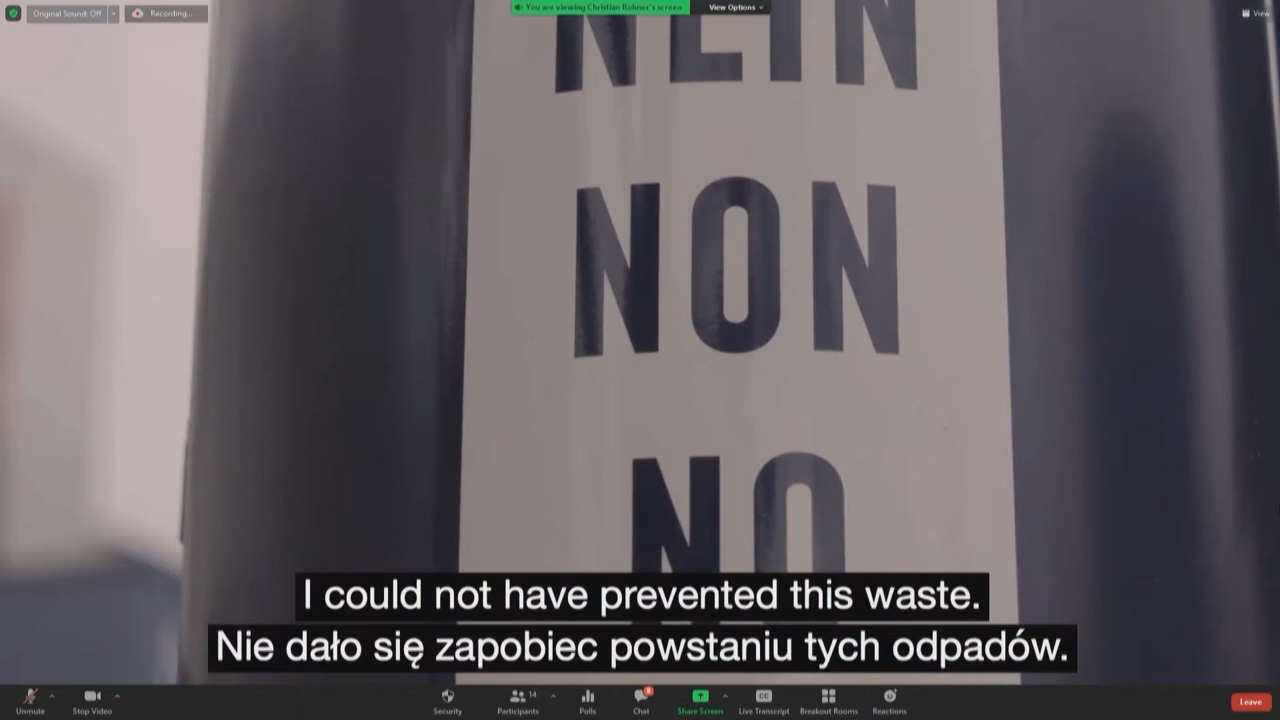 Original Sound: Off
Recording...
You are viewing Christian Rohner's screen
View Options
View
NEIN
NON
NO
I could not have prevented this waste.
Nie dało się zapobiec powstaniu tych odpadów.
Unmute
Stop Video
Security
14
Participants
Polls
8
Chat
Share Screen
CC
Live Transcript
Breakout Rooms
Reactions
Leave